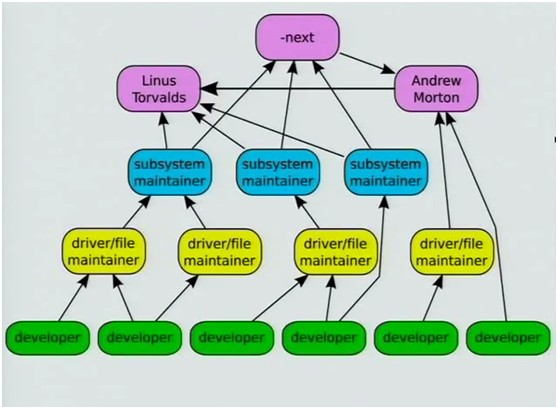 -next
Linus
Torvalds
Andrew
Morton
subsystem
maintainer
subsystem
maintainer
subsystem
maintainer
driver/file
maintainer
driver/file
maintainer
driver/file
maintainer
driver/file
maintainer
developer
developer
developer
developer
developer
developer